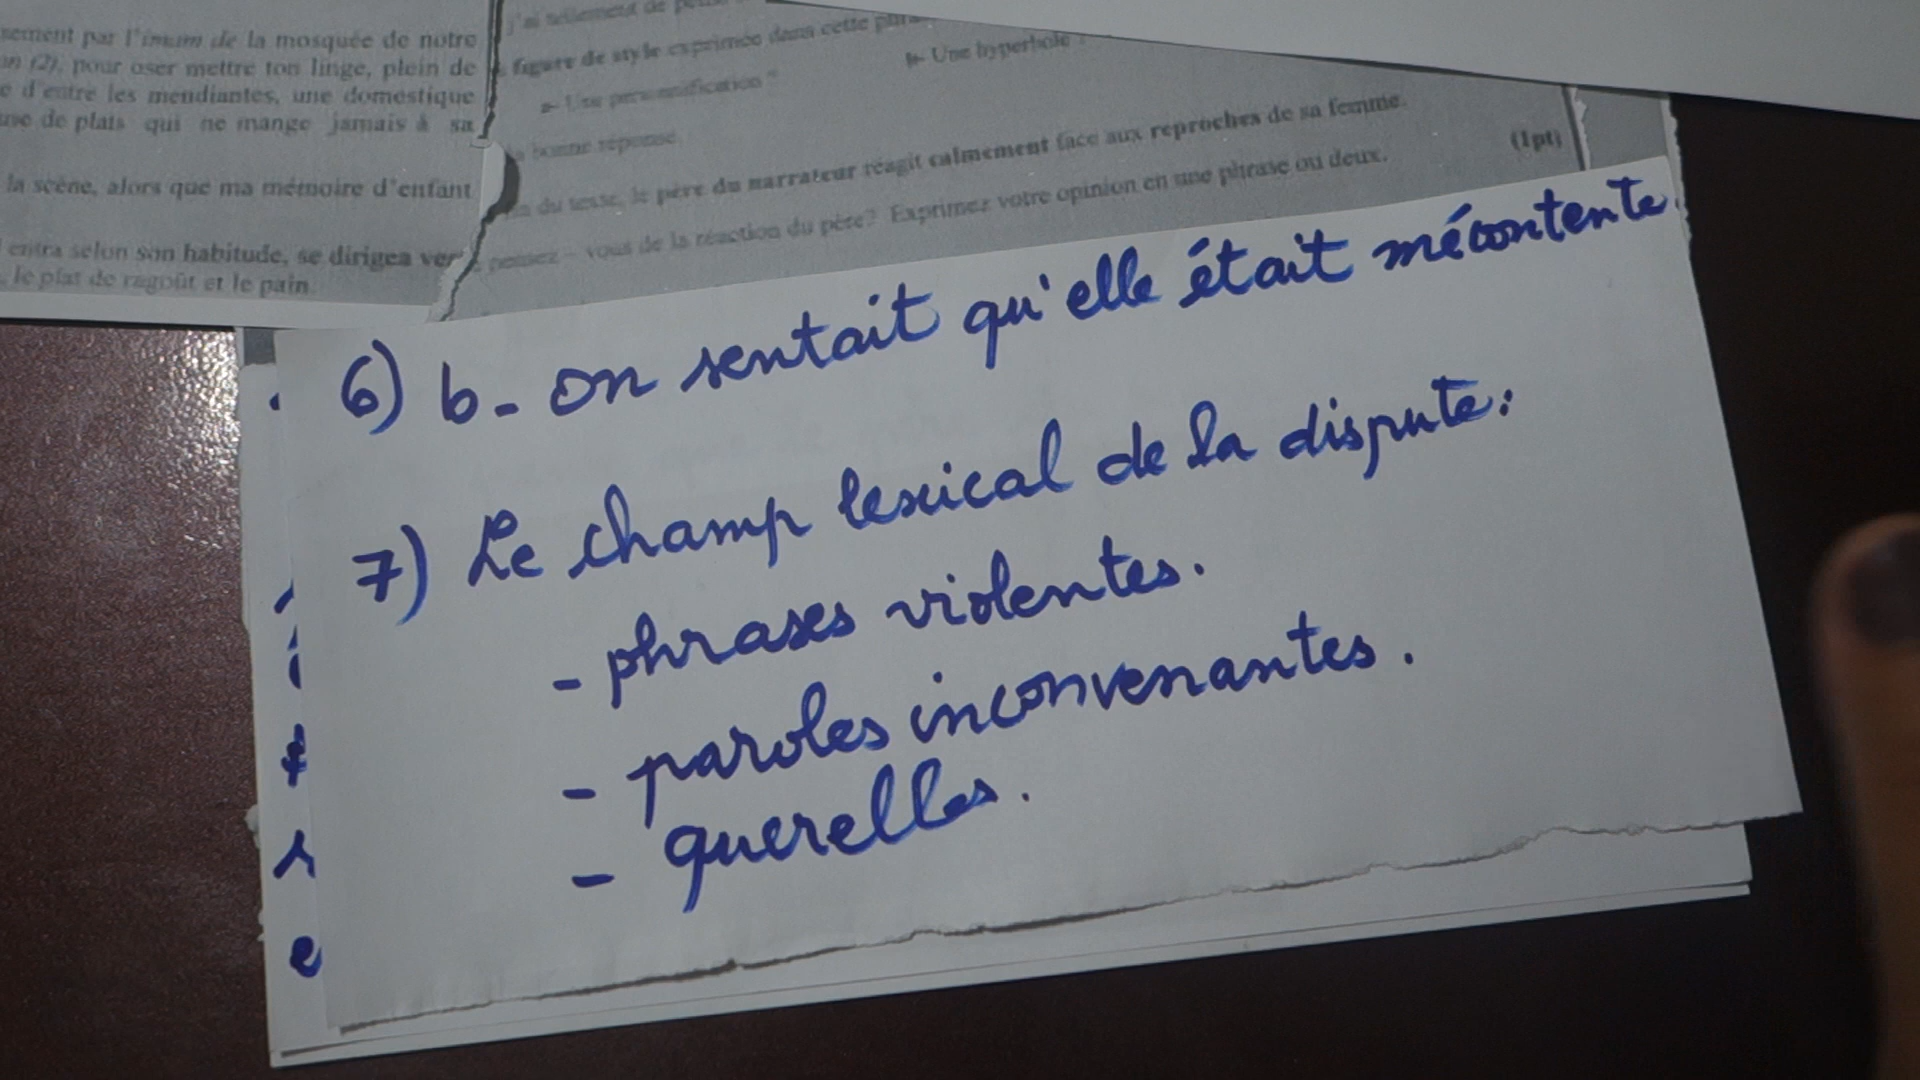 sement par l'imam de la mosquée de notre
(2), pour oser mettre ton linge, plein de
e d'entre les mendiantes, une domestique
use de plats qui ne mange jamais à sa
la scène, alors que ma mémoire d'enfant
entra selon son habitude, se dirigea ver
le plat de ragoût et le pain.
j'ai tellement de
figure de style exprimée dans cette
Une personnification
Une hyperbole
bonne réponse
du texte, le père du narrateur réagit calmement face aux reproches de sa femme.
pensez - vous de la réaction du père? Exprimez votre opinion en une phrase ou deux.
(1pt)
6) b- on sentait qu'elle était mécontente
7) Le champ lexical de la dispute:
- phrases violentes.
- paroles inconvenantes.
- querelles.